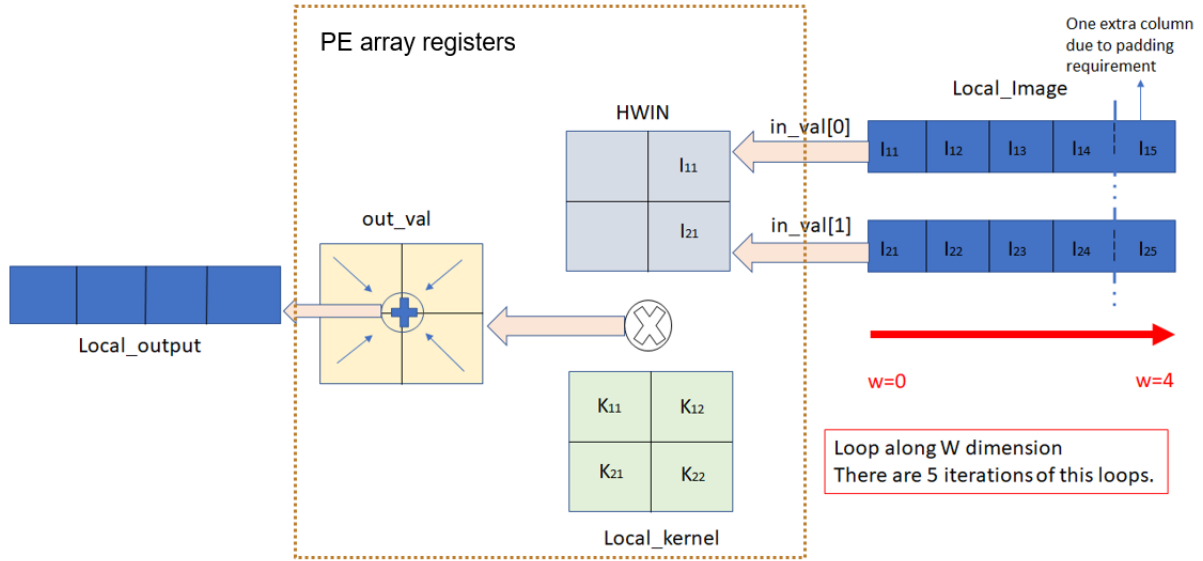 PE array registers
One extra column
due to padding
requirement
Local_Image
HWIN
in_val[0]
I11 I12 I13 I14 I15
I11
out_val
I21
in_val[1]
I21 I22 I23 I24 I25
Local_output
w=0 w=4
K11 K12
K21 K22
Loop along W dimension
There are 5 iterations of this loops.
Local_kernel